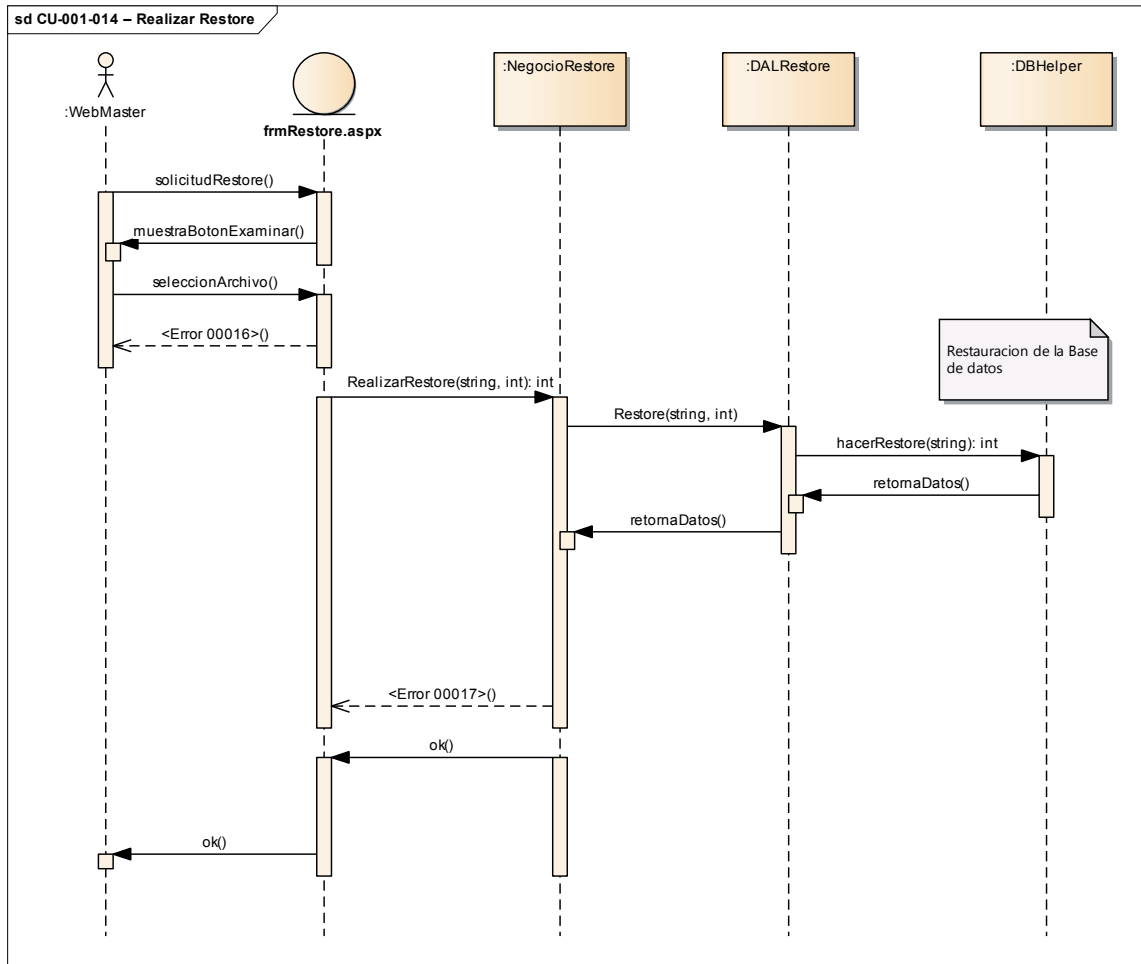 sd CU-001-014 – Realizar Restore
:WebMaster
frmRestore.aspx
:NegocioRestore
:DALRestore
:DBHelper
solicitudRestore()
muestraBotonExaminar()
seleccionArchivo()
<Error 00016>()
Restauracion de la Base
de datos
RealizarRestore(string, int): int
Restore(string, int)
hacerRestore(string): int
retornaDatos()
retornaDatos()
<Error 00017>()
ok()
ok()